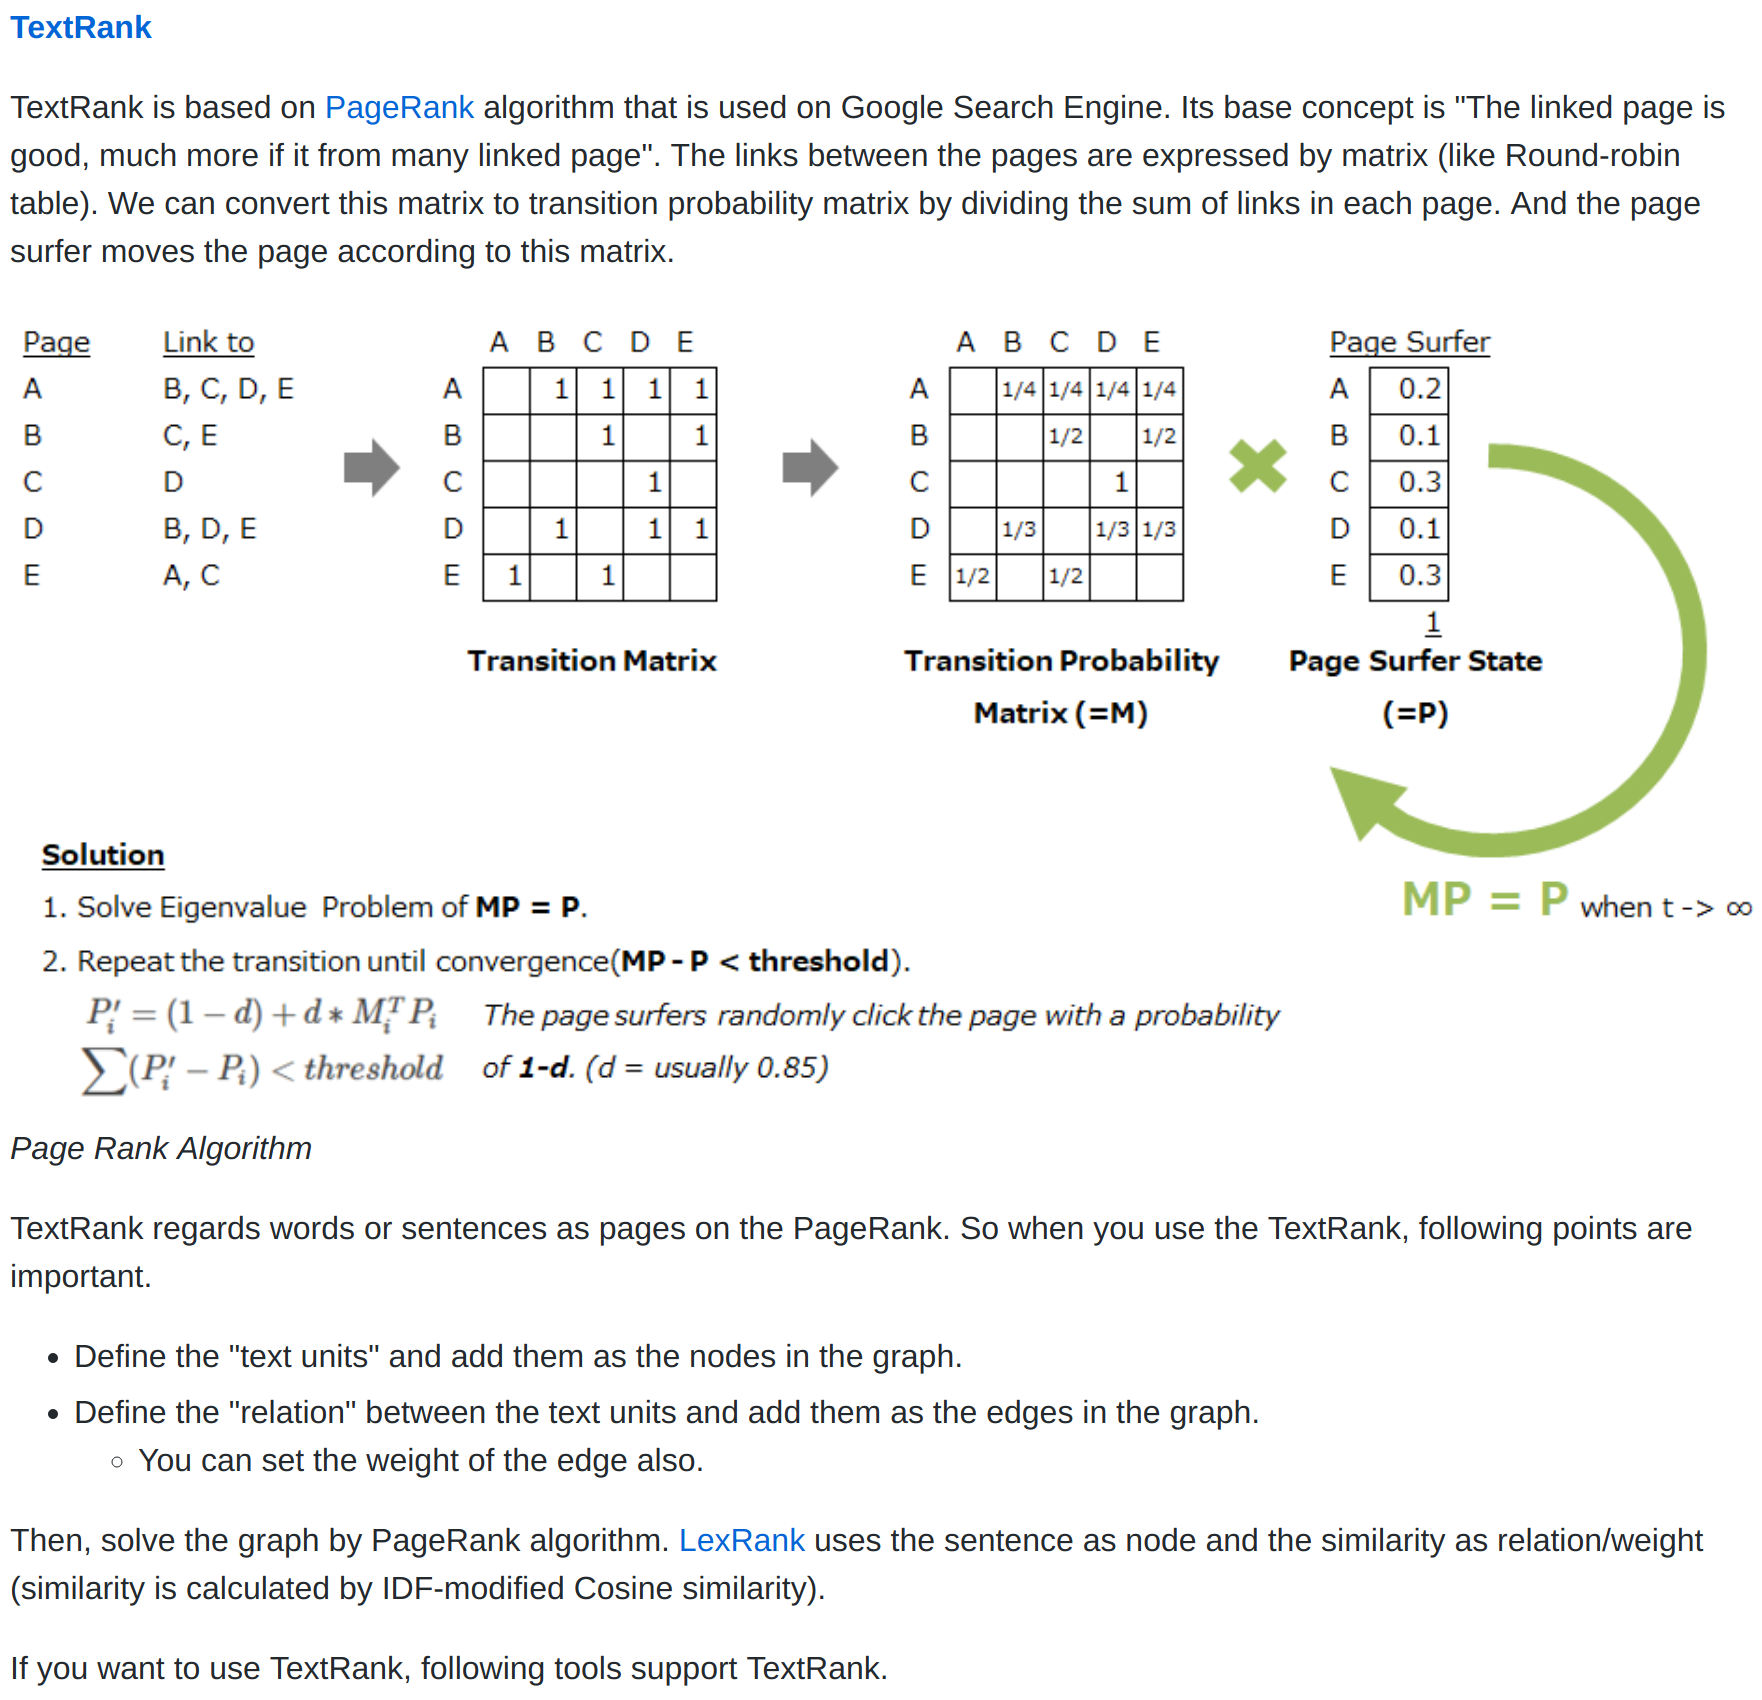 TextRank
TextRank is based on PageRank algorithm that is used on Google Search Engine. Its base concept is "The linked page is
good, much more if it from many linked page". The links between the pages are expressed by matrix (like Round-robin
table). We can convert this matrix to transition probability matrix by dividing the sum of links in each page. And the page
surfer moves the page according to this matrix.
Page Link to A B C D E A B C D E Page Surfer
A B, C, D, E A 1 1 1 1 A 1/4 1/4 1/4 1/4 A 0.2
B C, E B 1 1 B 1/2 1/2 B 0.1
C D C 1 C 1 C 0.3
D B, D, E D 1 1 1 D 1/3 1/3 1/3 D 0.1
E A, C E 1 1 E 1/2 1/2 E 0.3
1
Transition Matrix Transition Probability Page Surfer State
Matrix (=M) (=P)
Solution
1. Solve Eigenvalue Problem of MP = P.
MP = P when t -> ∞
2. Repeat the transition until convergence(MP - P < threshold).
P′ᵢ = (1 − d) + d * Mᵢᵀ Pᵢ The page surfers randomly click the page with a probability
∑(P′ᵢ − Pᵢ) < threshold of 1-d. (d = usually 0.85)
Page Rank Algorithm
TextRank regards words or sentences as pages on the PageRank. So when you use the TextRank, following points are
important.
• Define the "text units" and add them as the nodes in the graph.
• Define the "relation" between the text units and add them as the edges in the graph.
◦ You can set the weight of the edge also.
Then, solve the graph by PageRank algorithm. LexRank uses the sentence as node and the similarity as relation/weight
(similarity is calculated by IDF-modified Cosine similarity).
If you want to use TextRank, following tools support TextRank.